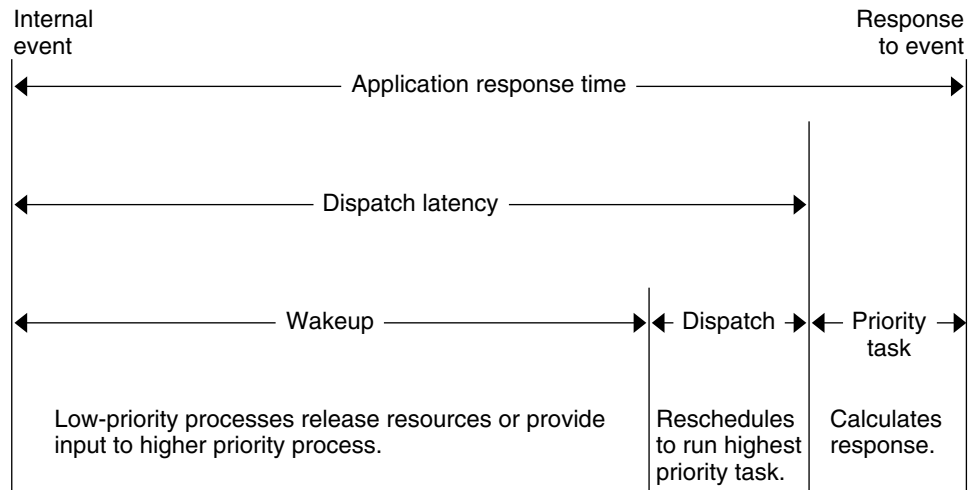 Internal
event
Response
to event
Application response time
Dispatch latency
Wakeup
Dispatch
Priority
task
Low-priority processes release resources or provide
input to higher priority process.
Reschedules
to run highest
priority task.
Calculates
response.